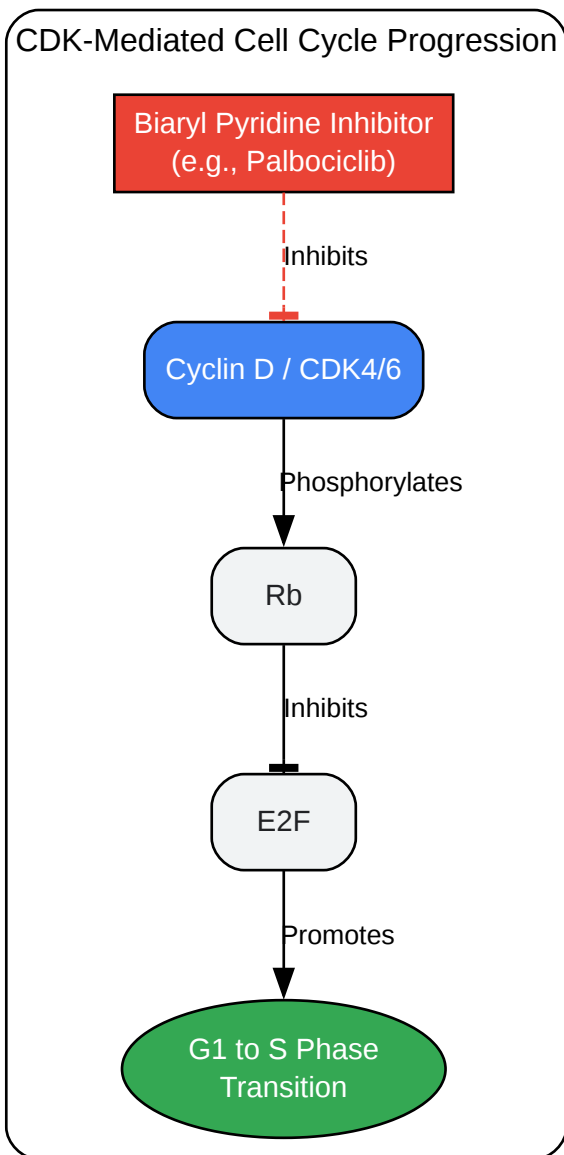 CDK-Mediated Cell Cycle Progression
Biaryl Pyridine Inhibitor
(e.g., Palbociclib)
Inhibits
Cyclin D / CDK4/6
Phosphorylates
Rb
Inhibits
E2F
Promotes
G1 to S Phase
Transition